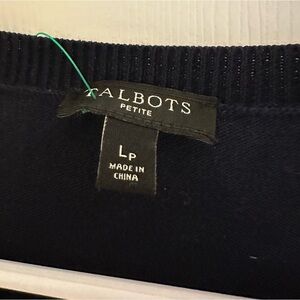 TALBOTS
PETITE
LP
MADE IN
CHINA